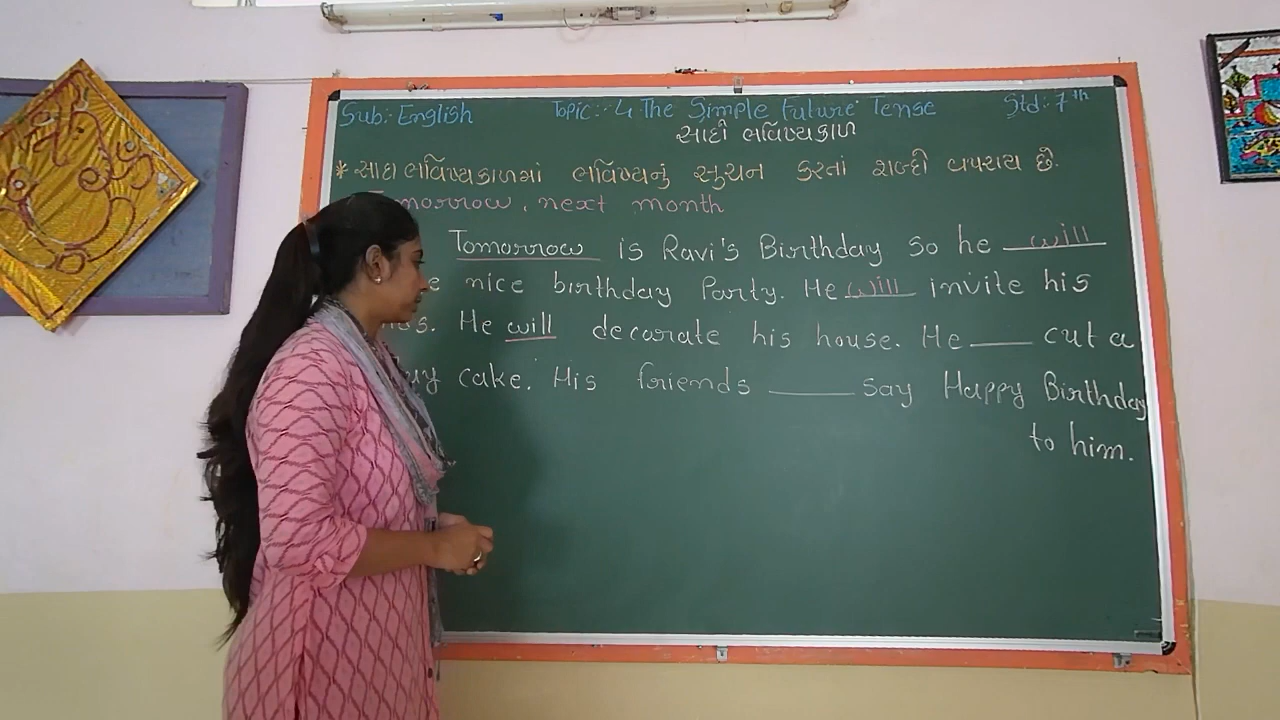 Sub:- English Topic:- 4 The Simple Future Tense Std:- 7th
સાદો ભવિષ્યકાળ
* સાદા ભવિષ્યકાળમાં ભવિષ્યનું સુચન કરતાં શબ્દો વપરાય છે.
Tomorrow, next month
Tomorrow is Ravi's Birthday so he will
nice birthday Party. He will invite his
He will decorate his house. He ____ cut a
cake. His friends ____ say Happy Birthday
to him.